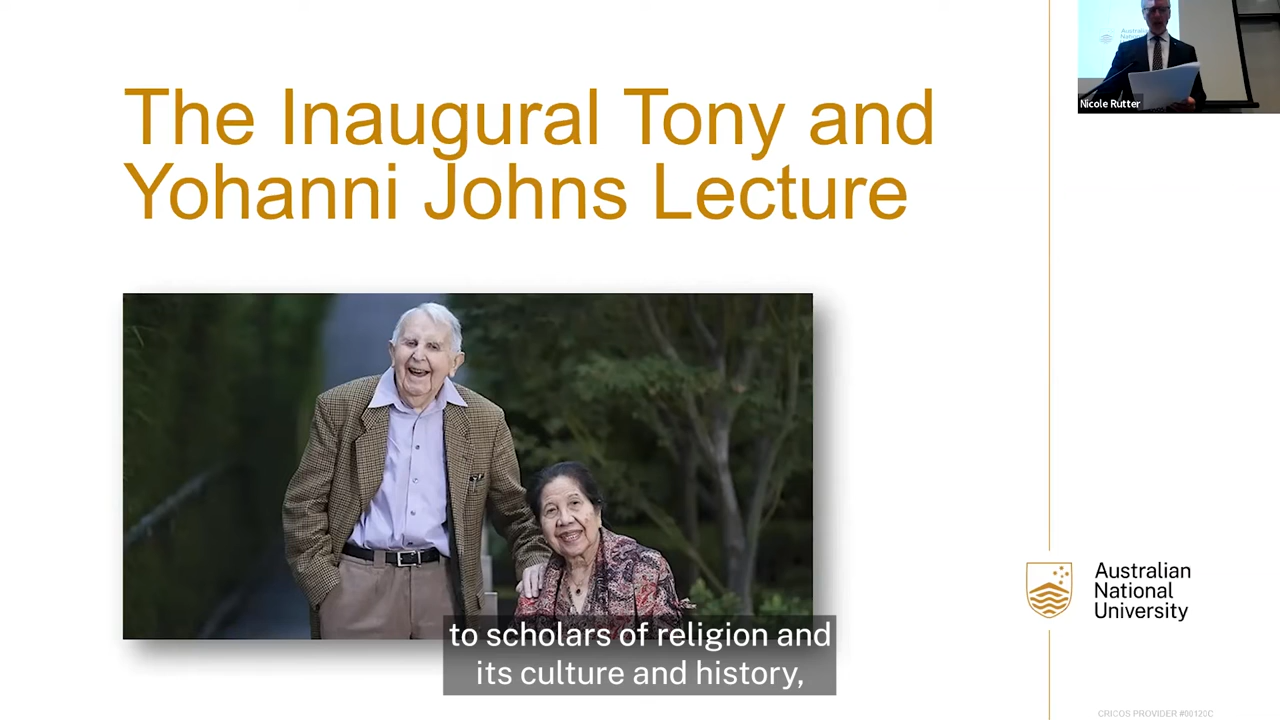 The Inaugural Tony and
Yohanni Johns Lecture
Nicole Rutter
Australian
National
University
to scholars of religion and
its culture and history,
CRICOS PROVIDER #00120C